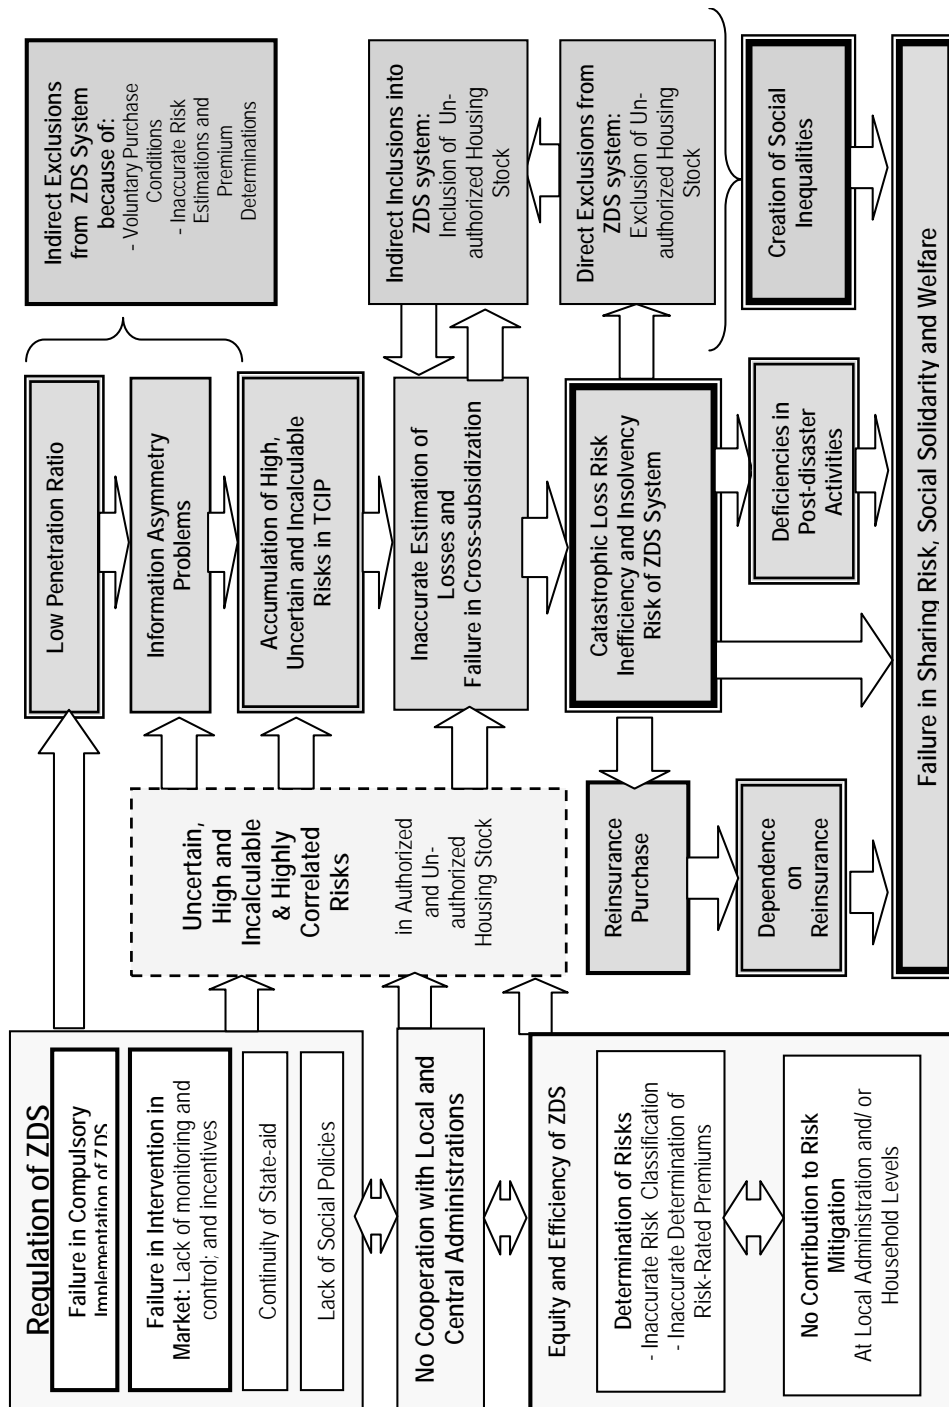 Regulation of ZDS
Failure in Compulsory
Implementation of ZDS
Failure in Intervention in
Market: Lack of monitoring and
control; and incentives
Continuity of State-aid
Lack of Social Policies
No Cooperation with Local and
Central Administrations
Equity and Efficiency of ZDS
Determination of Risks
- Inaccurate Risk Classification
- Inaccurate Determination of
Risk-Rated Premiums
No Contribution to Risk
Mitigation
At Local Administration and/ or
Household Levels
Uncertain,
High and
Incalculable
& Highly
Correlated
Risks
in Authorized
and Un-
authorized
Housing Stock
Low Penetration Ratio
Information Asymmetry
Problems
Accumulation of High,
Uncertain and Incalculable
Risks in TCIP
Inaccurate Estimation of
Losses and
Failure in Cross-subsidization
Catastrophic Loss Risk
Inefficiency and Insolvency
Risk of ZDS System
Reinsurance
Purchase
Dependence
on
Reinsurance
Deficiencies in
Post-disaster
Activities
Indirect Exclusions
from ZDS System
because of:
- Voluntary Purchase
Conditions
- Inaccurate Risk
Estimations and
Premium
Determinations
Indirect Inclusions into
ZDS system:
Inclusion of Un-
authorized Housing
Stock
Direct Exclusions from
ZDS system:
Exclusion of Un-
authorized Housing
Stock
Creation of Social
Inequalities
Failure in Sharing Risk, Social Solidarity and Welfare